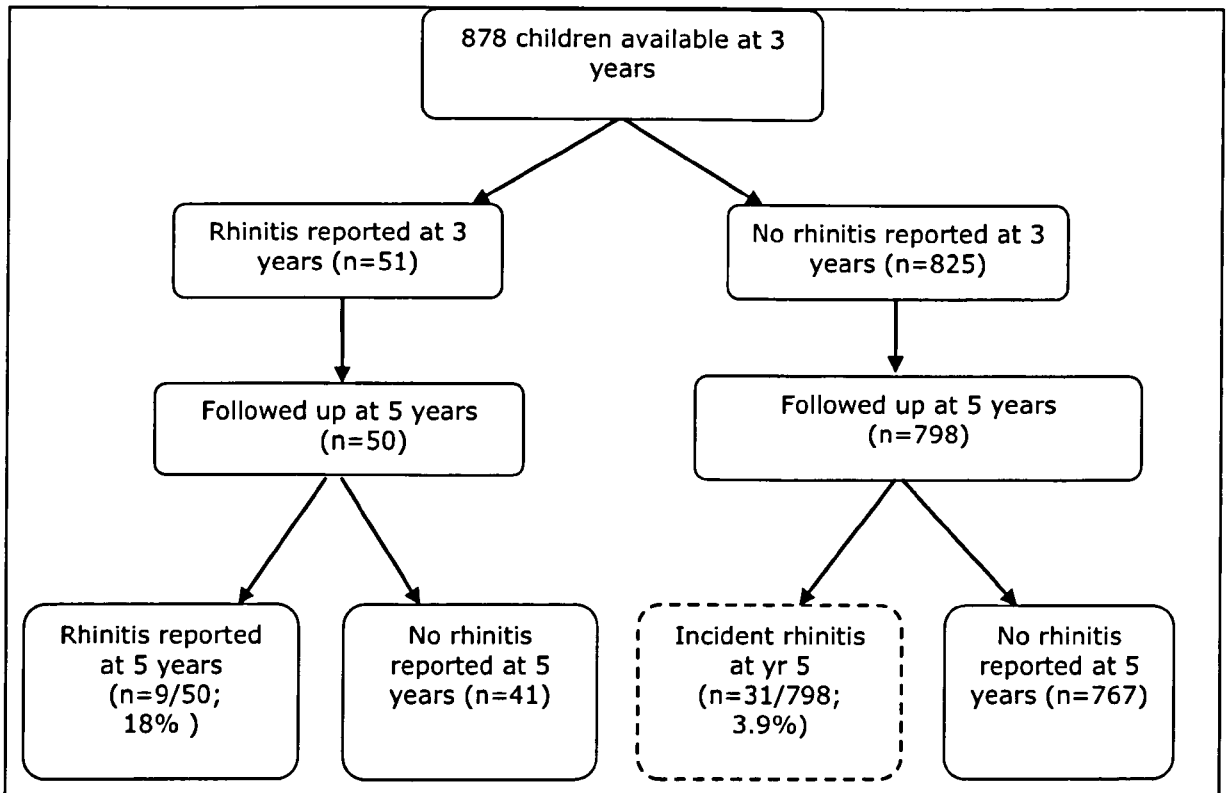 878 children available at 3
years
Rhinitis reported at 3
years (n=51)
No rhinitis reported at 3
years (n=825)
Followed up at 5 years
(n=50)
Followed up at 5 years
(n=798)
Rhinitis reported
at 5 years
(n=9/50;
18% )
No rhinitis
reported at 5
years (n=41)
Incident rhinitis
at yr 5
(n=31/798;
3.9%)
No rhinitis
reported at 5
years (n=767)